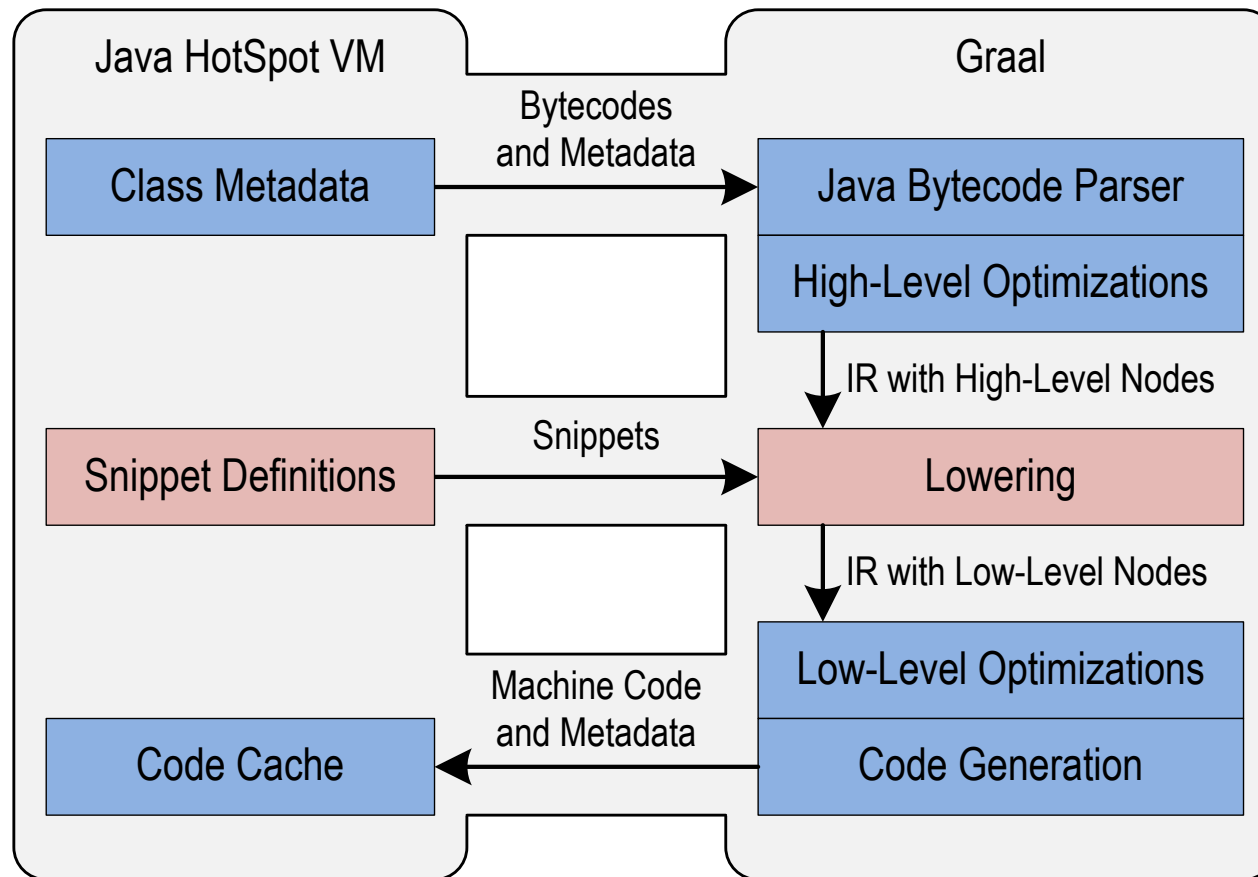 Java HotSpot VM
Graal
Bytecodes
and Metadata
Class Metadata
Java Bytecode Parser
High-Level Optimizations
IR with High-Level Nodes
Snippets
Snippet Definitions
Lowering
IR with Low-Level Nodes
Low-Level Optimizations
Machine Code
and Metadata
Code Cache
Code Generation